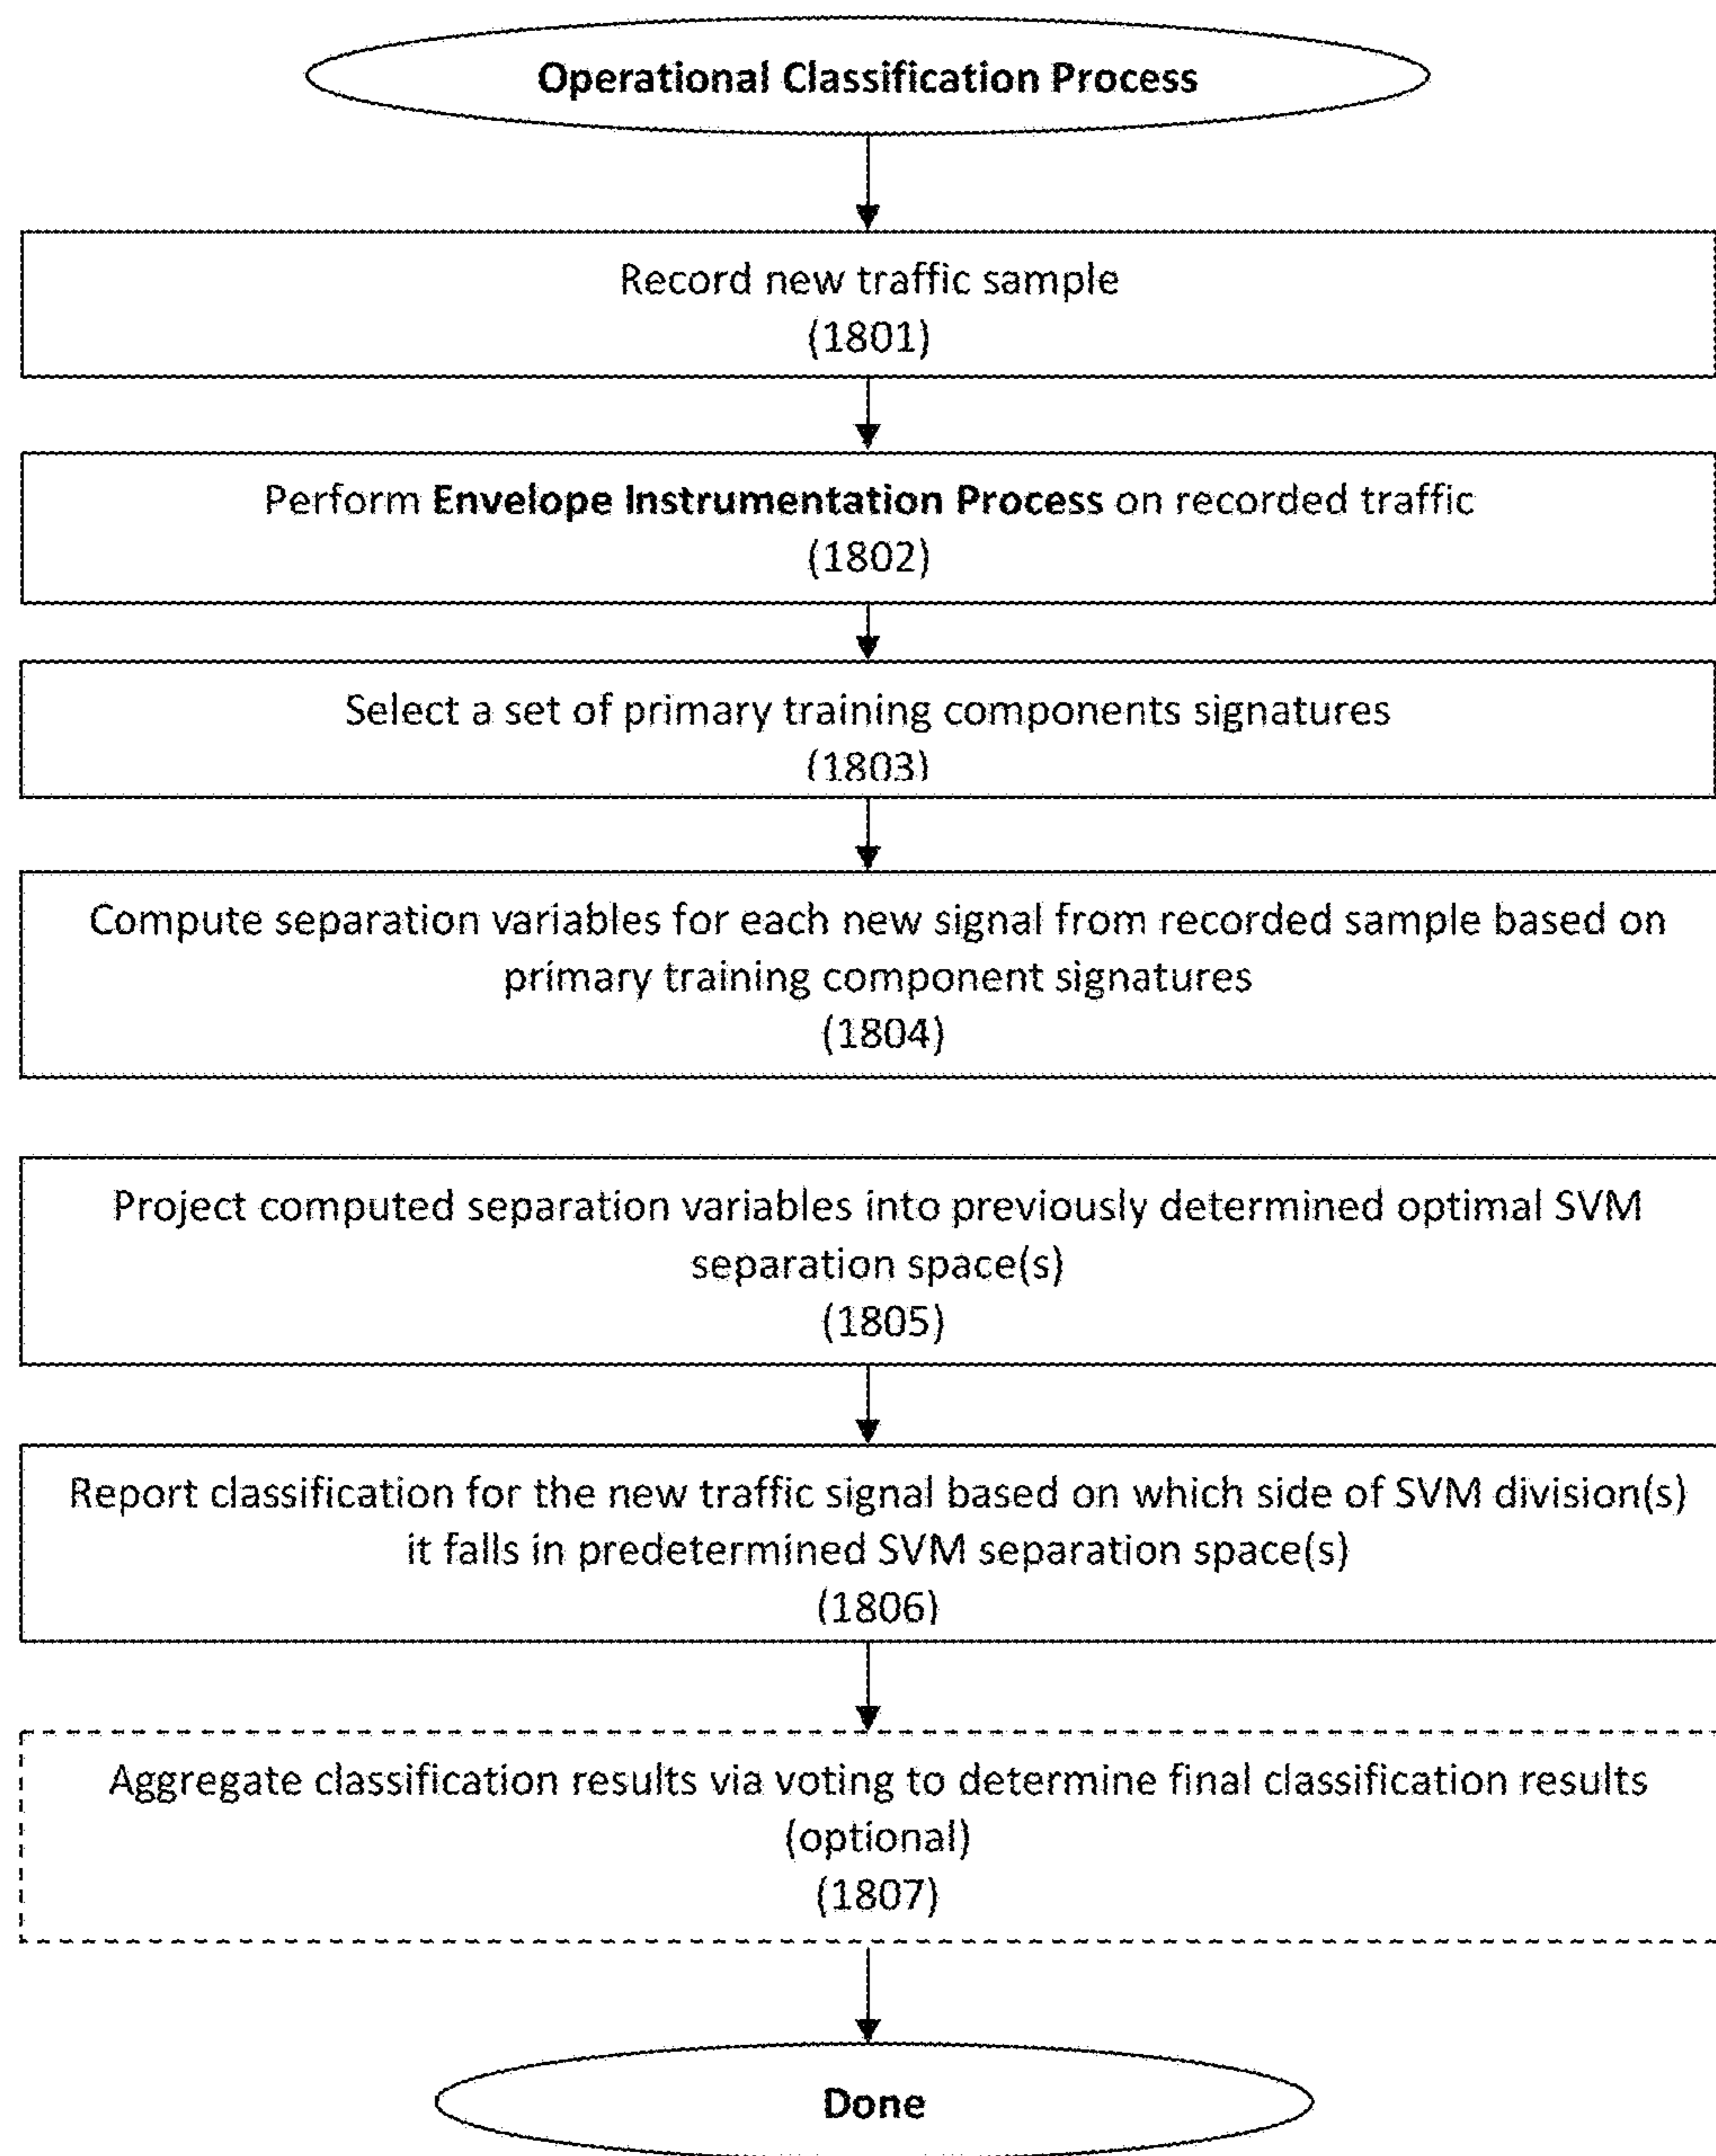 Operational Classification Process
Record new traffic sample
(1801)
Perform Envelope Instrumentation Process on recorded traffic
(1802)
Select a set of primary training components signatures
(1803)
Compute separation variables for each new signal from recorded sample based on
primary training component signatures
(1804)
Project computed separation variables into previously determined optimal SVM
separation space(s)
(1805)
Report classification for the new traffic signal based on which side of SVM division(s)
it falls in predetermined SVM separation space(s)
(1806)
Aggregate classification results via voting to determine final classification results
(optional)
(1807)
Done